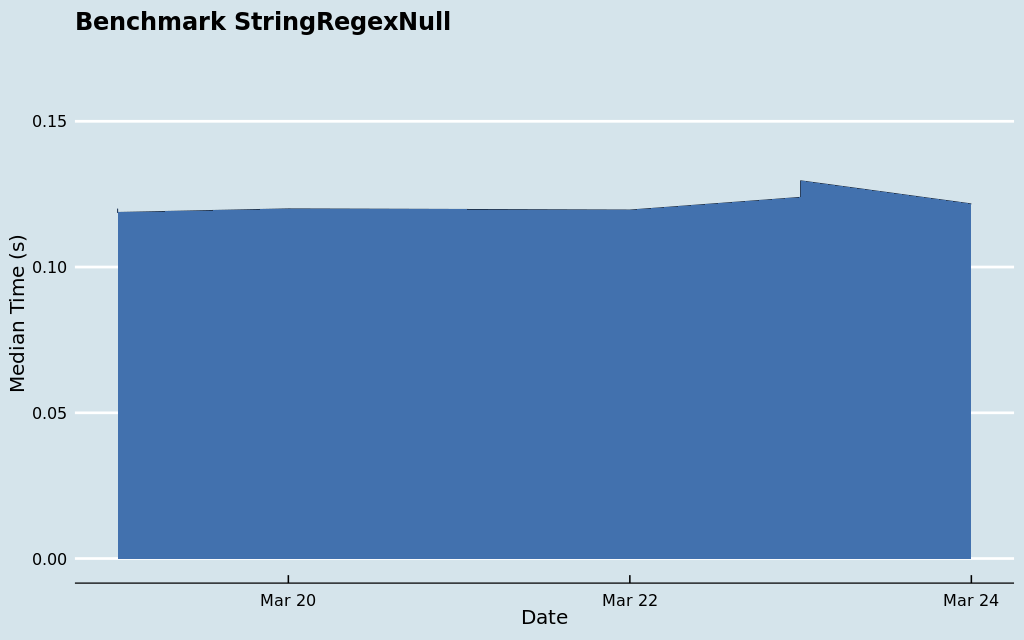 Benchmark StringRegexNull
0.15
0.10
0.05
0.00
Median Time (s)
Mar 20
Mar 22
Mar 24
Date